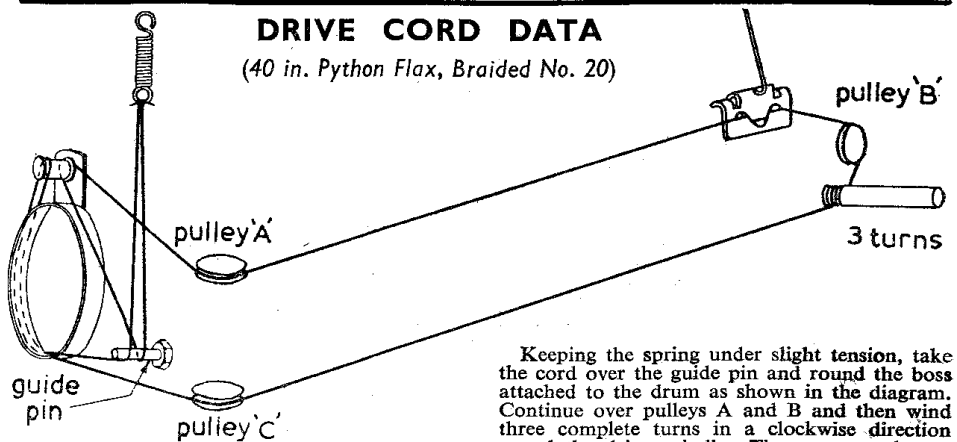 DRIVE CORD DATA
(40 in. Python Flax, Braided No. 20)
pulley 'B'
pulley 'A'
3 turns
guide
pin
pulley 'C'
Keeping the spring under slight tension, take
the cord over the guide pin and round the boss
attached to the drum as shown in the diagram.
Continue over pulleys A and B and then wind
three complete turns in a clockwise direction